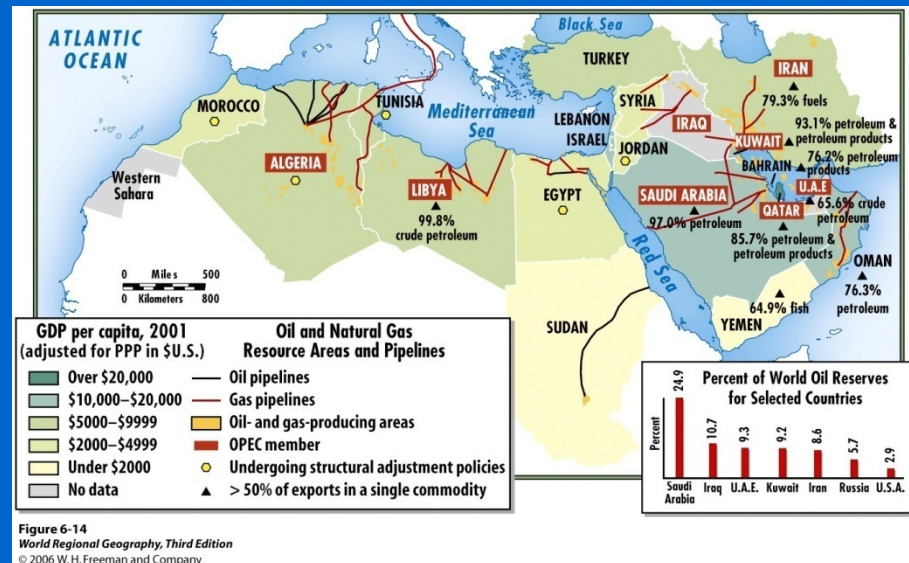 ATLANTIC
OCEAN
Black Sea
TURKEY
IRAN
79.3% fuels
MOROCCO
TUNISIA
Mediterranean
Sea
SYRIA
LEBANON
ISRAEL
IRAQ
JORDAN
KUWAIT
93.1% petroleum &
petroleum products
BAHRAIN
76.2% petroleum
products
Western
Sahara
ALGERIA
LIBYA
99.8%
crude petroleum
EGYPT
SAUDI ARABIA
97.0% petroleum
U.A.E
65.6% crude
petroleum
QATAR
85.7% petroleum &
petroleum products
Red Sea
OMAN
76.3%
petroleum
SUDAN
YEMEN
64.9% fish
0 Miles 500
0 Kilometers 800
GDP per capita, 2001
(adjusted for PPP in $U.S.)
Over $20,000
$10,000–$20,000
$5000–$9999
$2000–$4999
Under $2000
No data
Oil and Natural Gas
Resource Areas and Pipelines
Oil pipelines
Gas pipelines
Oil- and gas-producing areas
OPEC member
Undergoing structural adjustment policies
> 50% of exports in a single commodity
Percent of World Oil Reserves
for Selected Countries
Percent
24.9
10.7
9.3
9.2
8.6
5.7
2.9
Saudi Arabia
Iraq
U.A.E.
Kuwait
Iran
Russia
U.S.A.
Figure 6-14
World Regional Geography, Third Edition
© 2006 W. H. Freeman and Company